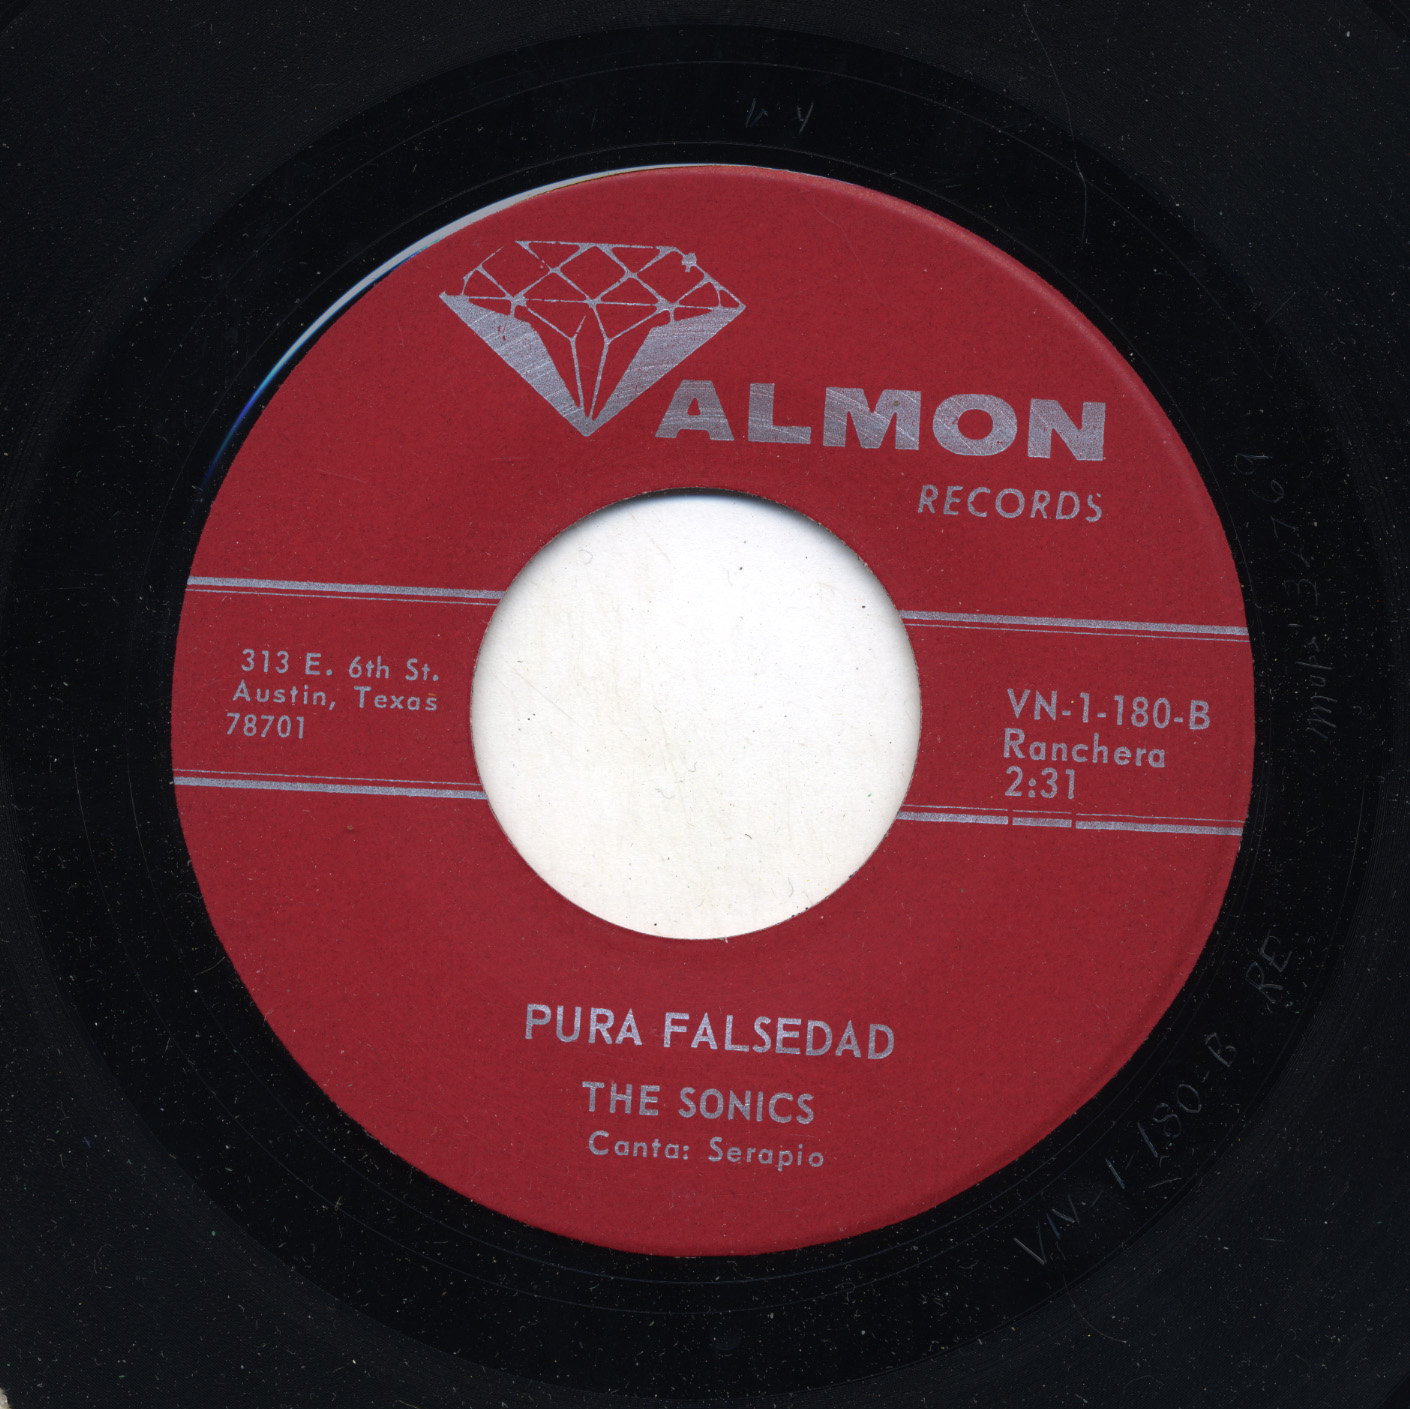 VALMON
RECORDS
313 E. 6th St.
Austin, Texas
78701
VN-1-180-B
Ranchera
2:31
PURA FALSEDAD
THE SONICS
Canta: Serapio
VN-1-180-B RE